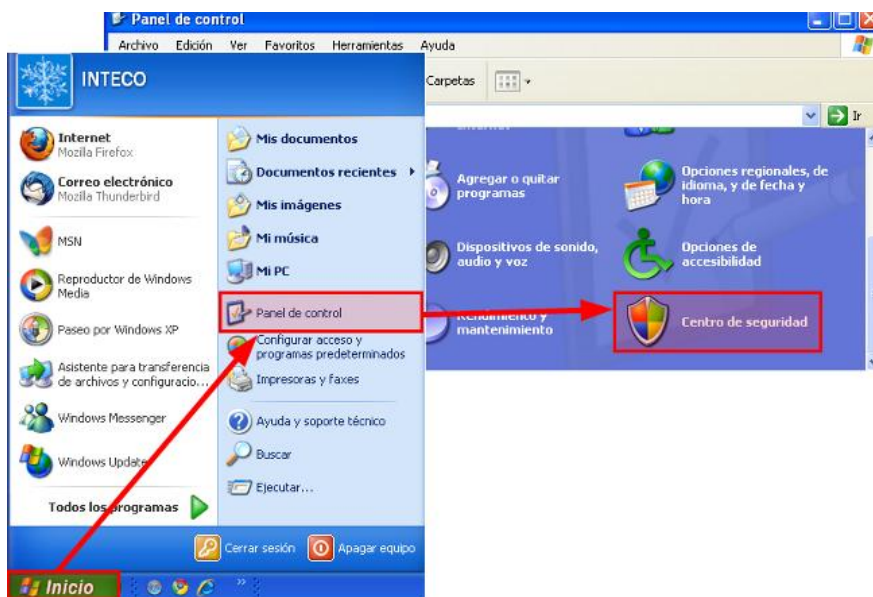 Panel de control
Archivo Edición Ver Favoritos Herramientas Ayuda
Carpetas
Ir
INTECO
Internet
Mozilla Firefox
Correo electrónico
Mozilla Thunderbird
MSN
Reproductor de Windows
Media
Paseo por Windows XP
Asistente para transferencia
de archivos y configuracio...
Windows Messenger
Windows Update
Todos los programas
Mis documentos
Documentos recientes
Mis imágenes
Mi música
Mi PC
Panel de control
Configurar acceso y
programas predeterminados
Impresoras y faxes
Ayuda y soporte técnico
Buscar
Ejecutar...
Cerrar sesión
Apagar equipo
Inicio
Agregar o quitar
programas
Opciones regionales, de
idioma, y de fecha y
hora
Dispositivos de sonido,
audio y voz
Opciones de
accesibilidad
Rendimiento y
mantenimiento
Centro de seguridad